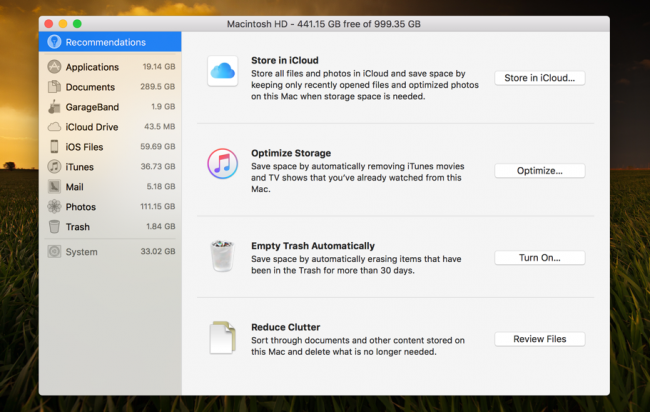 Macintosh HD - 441.15 GB free of 999.35 GB
Recommendations
Applications 19.14 GB
Documents 289.5 GB
GarageBand 1.9 GB
iCloud Drive 43.5 MB
iOS Files 59.69 GB
iTunes 36.73 GB
Mail 5.18 GB
Photos 111.15 GB
Trash 1.84 GB
System 33.02 GB
Store in iCloud
Store all files and photos in iCloud and save space by
keeping only recently opened files and optimized photos
on this Mac when storage space is needed.
Store in iCloud...
Optimize Storage
Save space by automatically removing iTunes movies
and TV shows that you've already watched from this
Mac.
Optimize...
Empty Trash Automatically
Save space by automatically erasing items that have
been in the Trash for more than 30 days.
Turn On...
Reduce Clutter
Sort through documents and other content stored on
this Mac and delete what is no longer needed.
Review Files